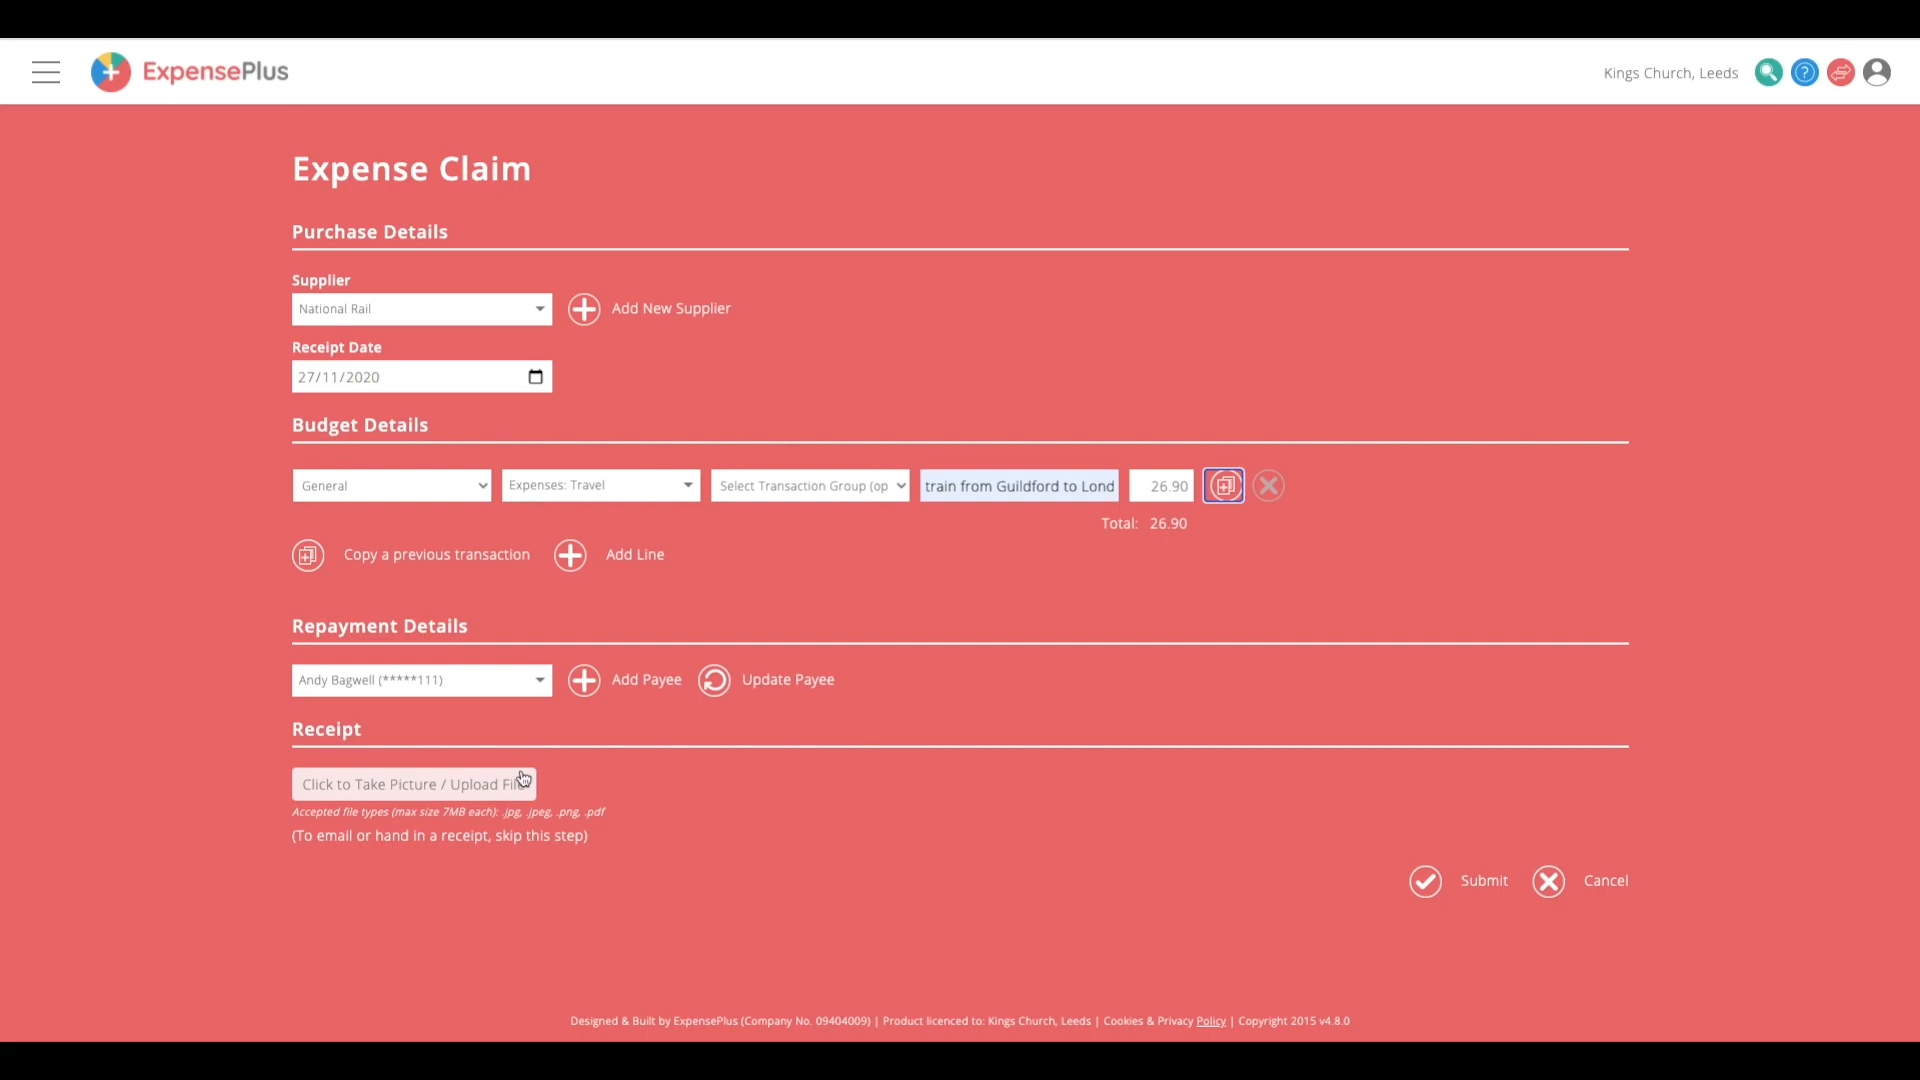 ExpensePlus
Kings Church, Leeds
Expense Claim
Purchase Details
Supplier
National Rail
Add New Supplier
Receipt Date
27/11/2020
Budget Details
General
Expenses: Travel
Select Transaction Group (op
train from Guildford to Lond
26.90
Total: 26.90
Copy a previous transaction
Add Line
Repayment Details
Andy Bagwell (*****111)
Add Payee
Update Payee
Receipt
Click to Take Picture / Upload File
Accepted file types (max size 7MB each): .jpg, .jpeg, .png, .pdf
(To email or hand in a receipt, skip this step)
Submit
Cancel
Designed & Built by ExpensePlus (Company No. 09404009) | Product licenced to: Kings Church, Leeds | Cookies & Privacy Policy | Copyright 2015 v4.8.0